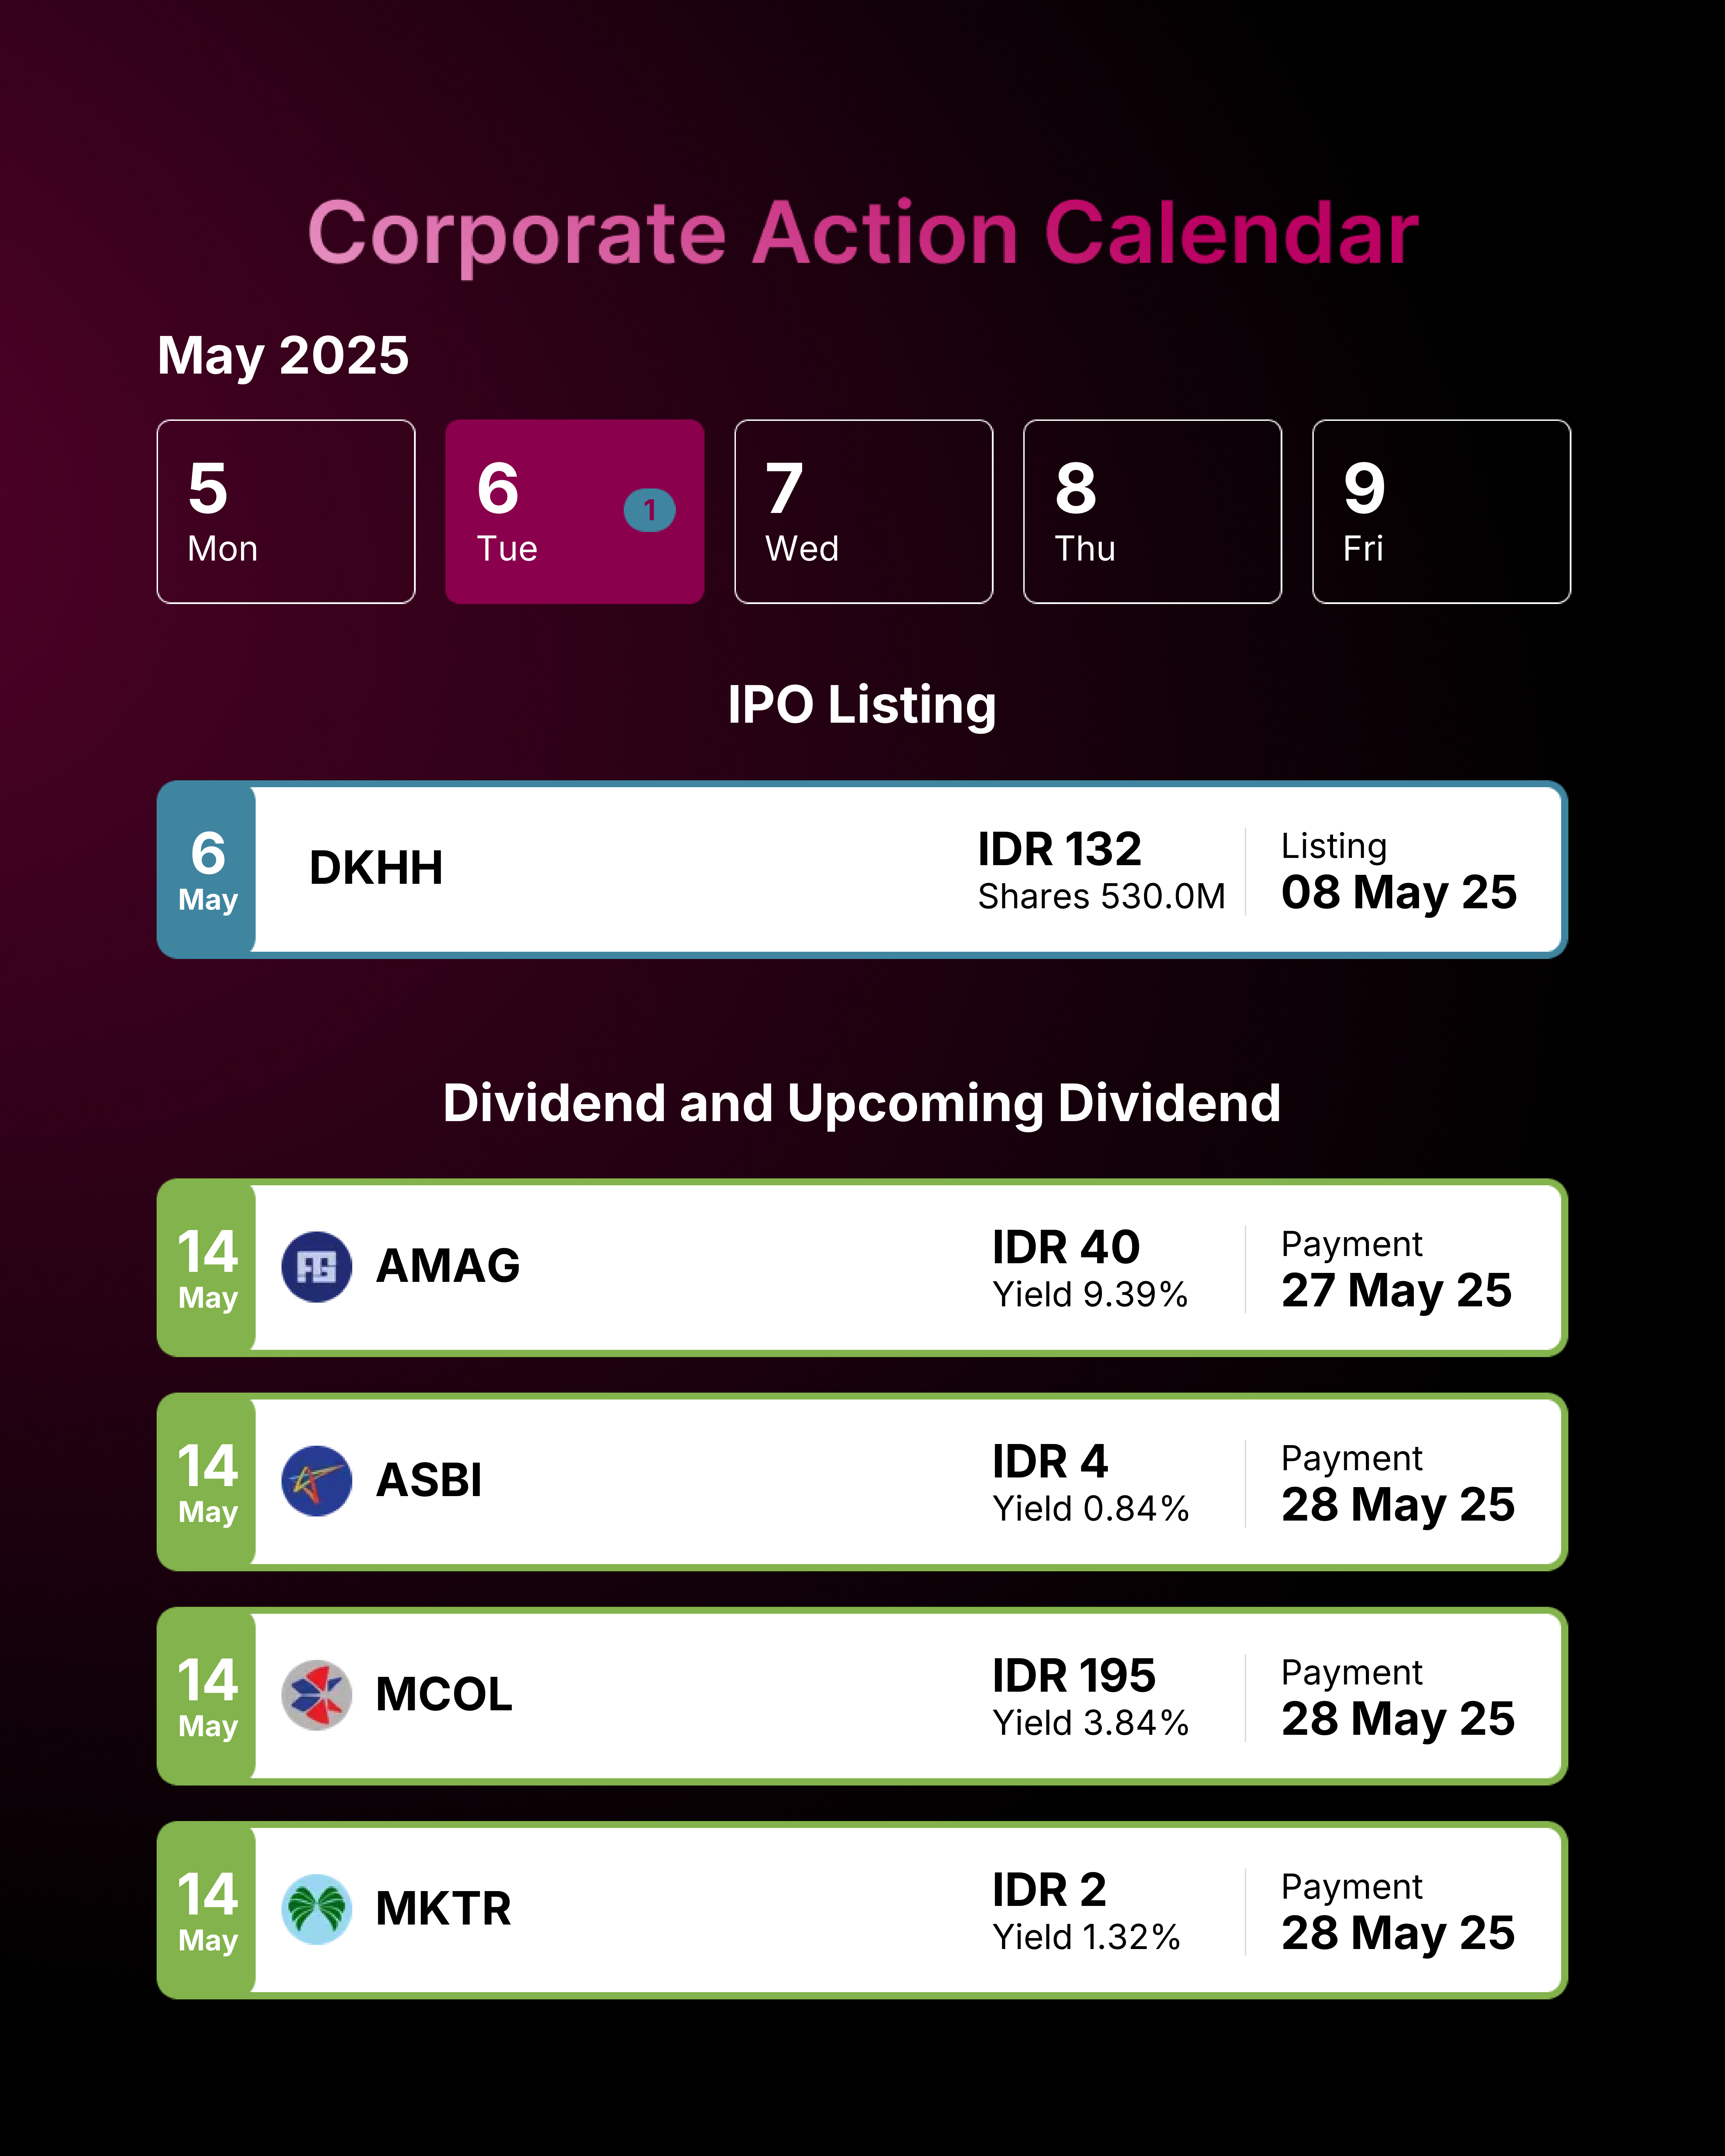 Corporate Action Calendar
May 2025
5
Mon
6
Tue
1
7
Wed
8
Thu
9
Fri
IPO Listing
6
May
DKHH
IDR 132
Shares 530.0M
Listing
08 May 25
Dividend and Upcoming Dividend
14
May
AMAG
IDR 40
Yield 9.39%
Payment
27 May 25
14
May
ASBI
IDR 4
Yield 0.84%
Payment
28 May 25
14
May
MCOL
IDR 195
Yield 3.84%
Payment
28 May 25
14
May
MKTR
IDR 2
Yield 1.32%
Payment
28 May 25